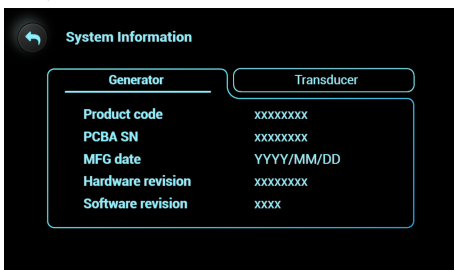 System Information
Generator Transducer
Product code xxxxxxxx
PCBA SN xxxxxxxx
MFG date YYYY/MM/DD
Hardware revision xxxxxxxx
Software revision xxxx